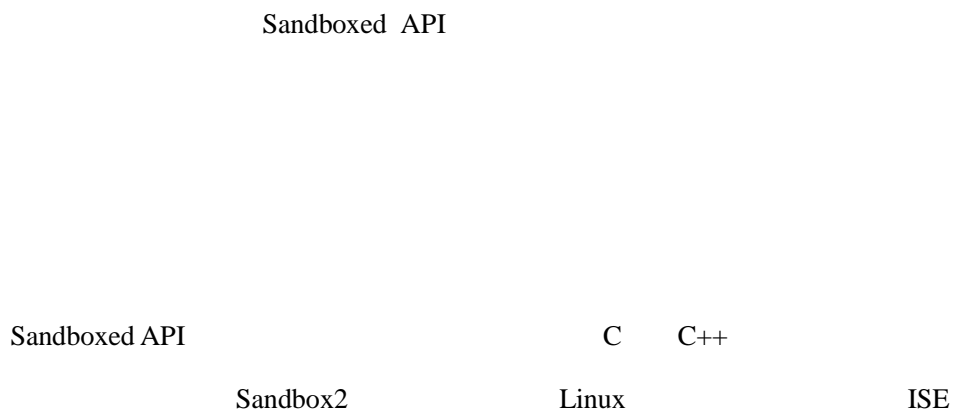 Sandboxed API
Sandboxed API C C++
Sandbox2 Linux ISE